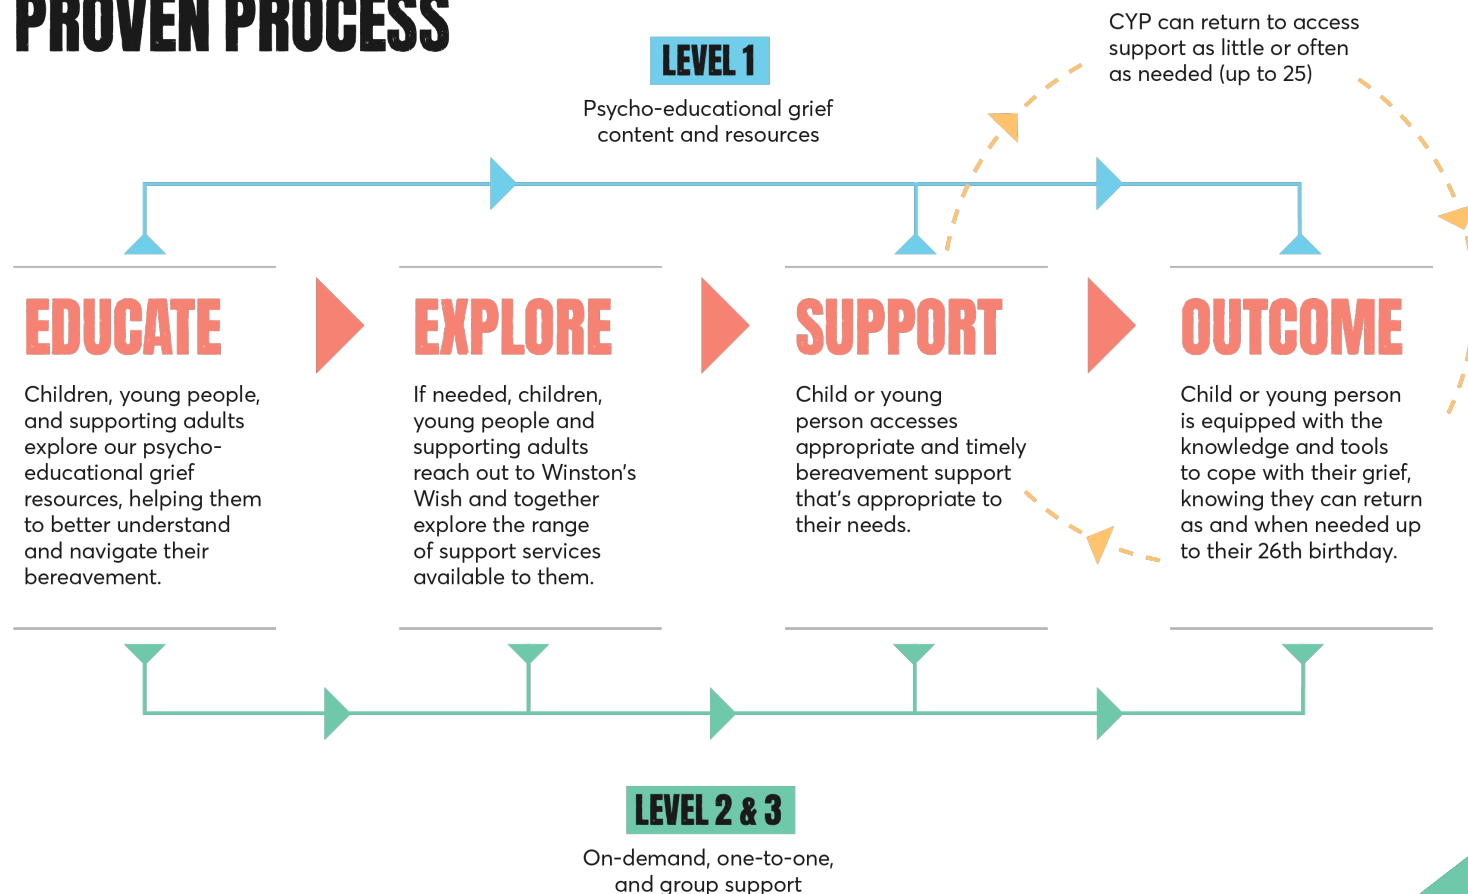 PROVEN PROCESS
CYP can return to access
support as little or often
as needed (up to 25)
LEVEL 1
Psycho-educational grief
content and resources
EDUCATE
Children, young people,
and supporting adults
explore our psycho-
educational grief
resources, helping them
to better understand
and navigate their
bereavement.
EXPLORE
If needed, children,
young people and
supporting adults
reach out to Winston's
Wish and together
explore the range
of support services
available to them.
SUPPORT
Child or young
person accesses
appropriate and timely
bereavement support
that's appropriate to
their needs.
OUTCOME
Child or young person
is equipped with the
knowledge and tools
to cope with their grief,
knowing they can return
as and when needed up
to their 26th birthday.
LEVEL 2 & 3
On-demand, one-to-one,
and group support